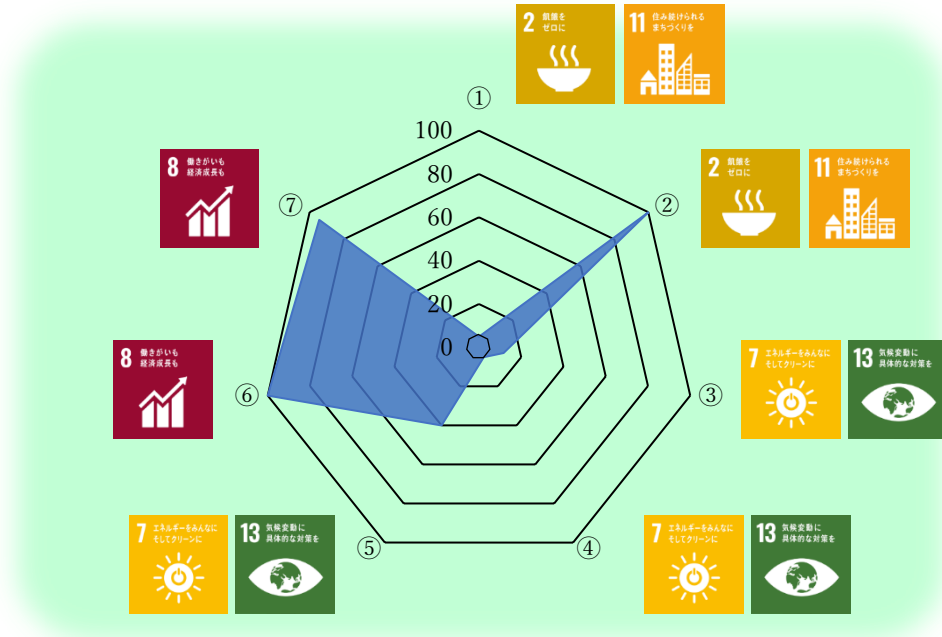 2 飢餓を
ゼロに
11 住み続けられる
まちづくりを
①
100
80
60
40
20
0
8 働きがいも
経済成長も
⑦
②
2 飢餓を
ゼロに
11 住み続けられる
まちづくりを
8 働きがいも
経済成長も
⑥
③
7 エネルギーをみんなに
そしてクリーンに
13 気候変動に
具体的な対策を
7 エネルギーをみんなに
そしてクリーンに
13 気候変動に
具体的な対策を
⑤
④
7 エネルギーをみんなに
そしてクリーンに
13 気候変動に
具体的な対策を